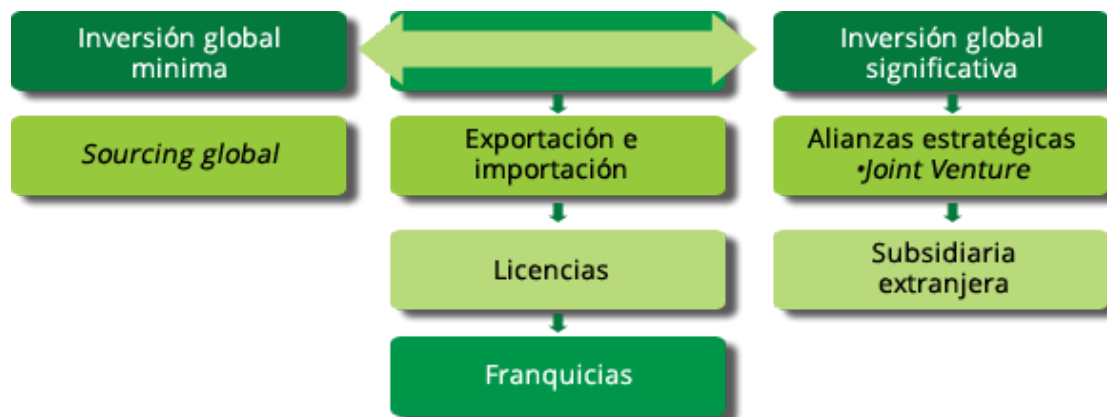 Inversión global
minima
Inversión global
significativa
Sourcing global
Exportación e
importación
Alianzas estratégicas
•Joint Venture
Licencias
Subsidiaria
extranjera
Franquicias